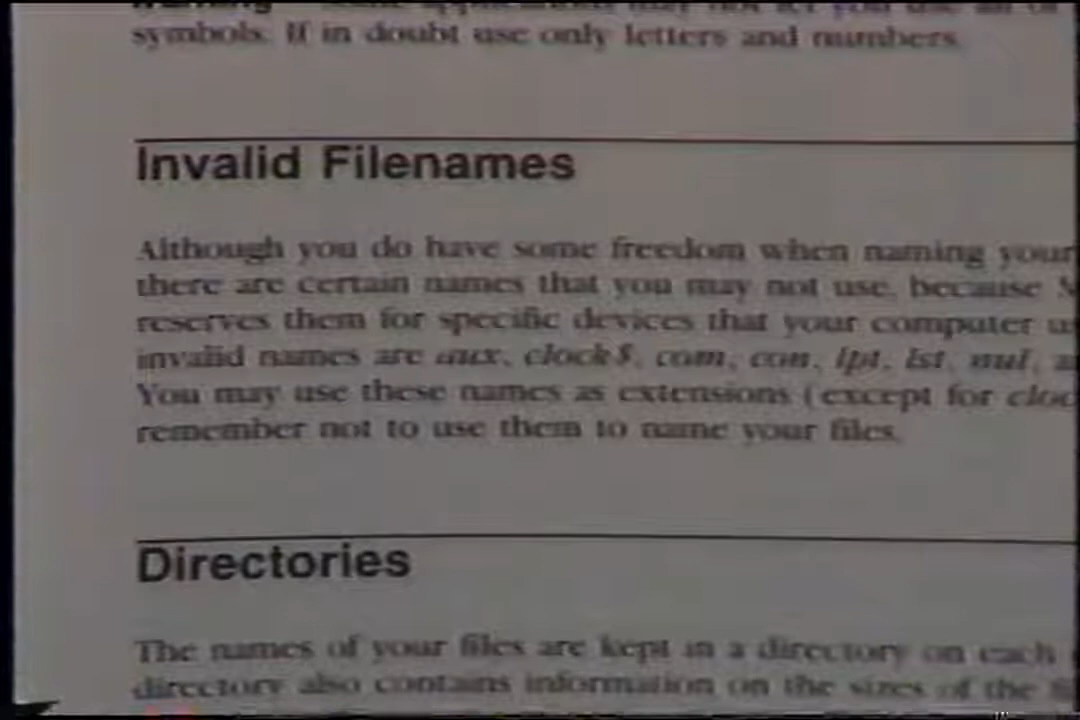 symbols. If in doubt use only letters and numbers.
Invalid Filenames
Although you do have some freedom when naming your
there are certain names that you may not use, because
reserves them for specific devices that your computer
invalid names are aux, clock$, com, con, lpt, lst, nul,
You may use these names as extensions (except for
remember not to use them to name your files.
Directories
The names of your files are kept in a directory on each
directory also contains information on the sizes of the